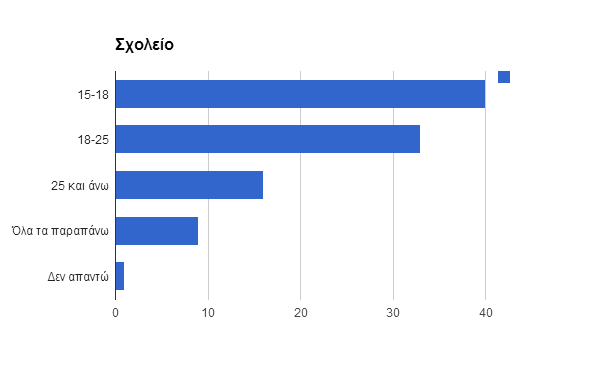 Σχολείο
15-18
18-25
25 και άνω
Όλα τα παραπάνω
Δεν απαντώ
0 10 20 30 40